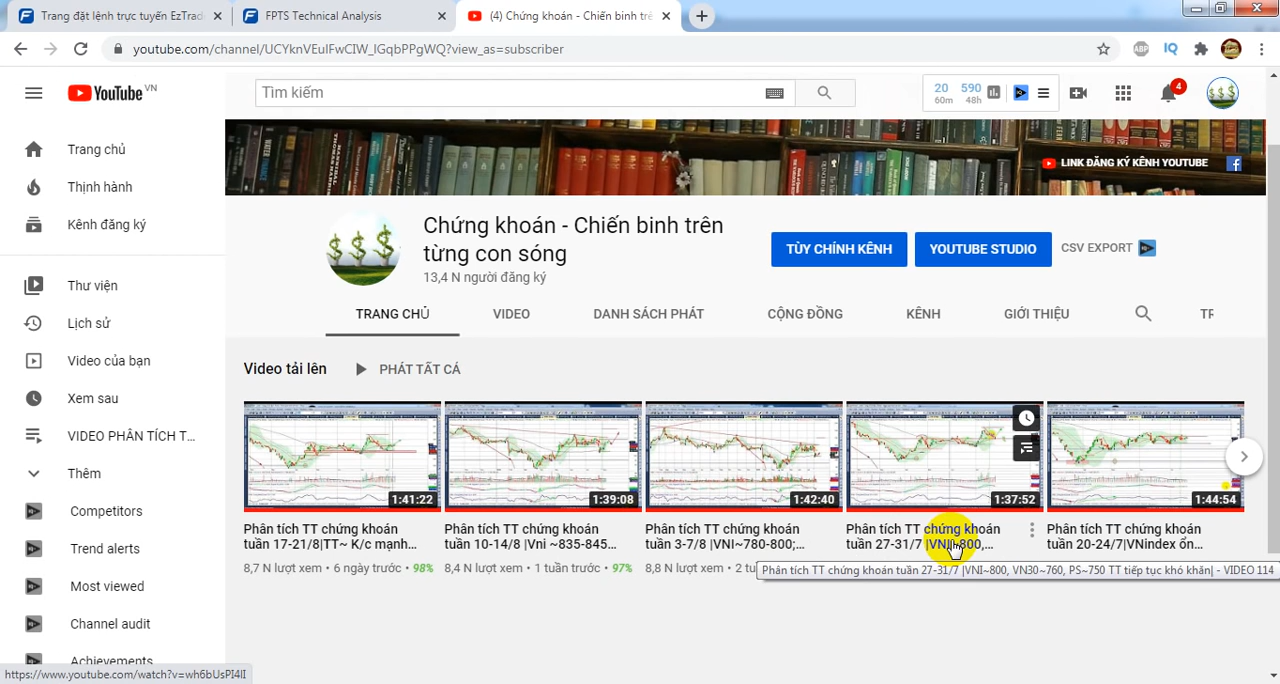 Trang đặt lệnh trực tuyến EzTrad
FPTS Technical Analysis
(4) Chứng khoán - Chiến binh trê
youtube.com/channel/UCYknVEuIFwCIW_lGqbPPgWQ?view_as=subscriber
ABP
IQ
YouTube VN
Tìm kiếm
20 590
60m 48h
4
Trang chủ
Thịnh hành
Kênh đăng ký
Thư viện
Lịch sử
Video của bạn
Xem sau
VIDEO PHÂN TÍCH T...
Thêm
Competitors
Trend alerts
Most viewed
Channel audit
Achievements
LINK ĐĂNG KÝ KÊNH YOUTUBE
Chứng khoán - Chiến binh trên
từng con sóng
13,4 N người đăng ký
TÙY CHỈNH KÊNH
YOUTUBE STUDIO
CSV EXPORT
TRANG CHỦ
VIDEO
DANH SÁCH PHÁT
CỘNG ĐỒNG
KÊNH
GIỚI THIỆU
TR
Video tải lên
PHÁT TẤT CẢ
1:41:22
1:39:08
1:42:40
1:37:52
1:44:54
Phân tích TT chứng khoán
tuần 17-21/8|TT~ K/c mạnh...
8,7 N lượt xem • 6 ngày trước • 98%
Phân tích TT chứng khoán
tuần 10-14/8 |Vni ~835-845...
8,4 N lượt xem • 1 tuần trước • 97%
Phân tích TT chứng khoán
tuần 3-7/8 |VNI~780-800;...
8,8 N lượt xem • 2 tu
Phân tích TT chứng khoán
tuần 27-31/7 |VNI~800,...
Phân tích TT chứng khoán
tuần 20-24/7|VNindex ổn...
Phân tích TT chứng khoán tuần 27-31/7 |VNI~800, VN30~760, PS~750 TT tiếp tục khó khăn| - VIDEO 114
https://www.youtube.com/watch?v=wh6bUsPI4lI